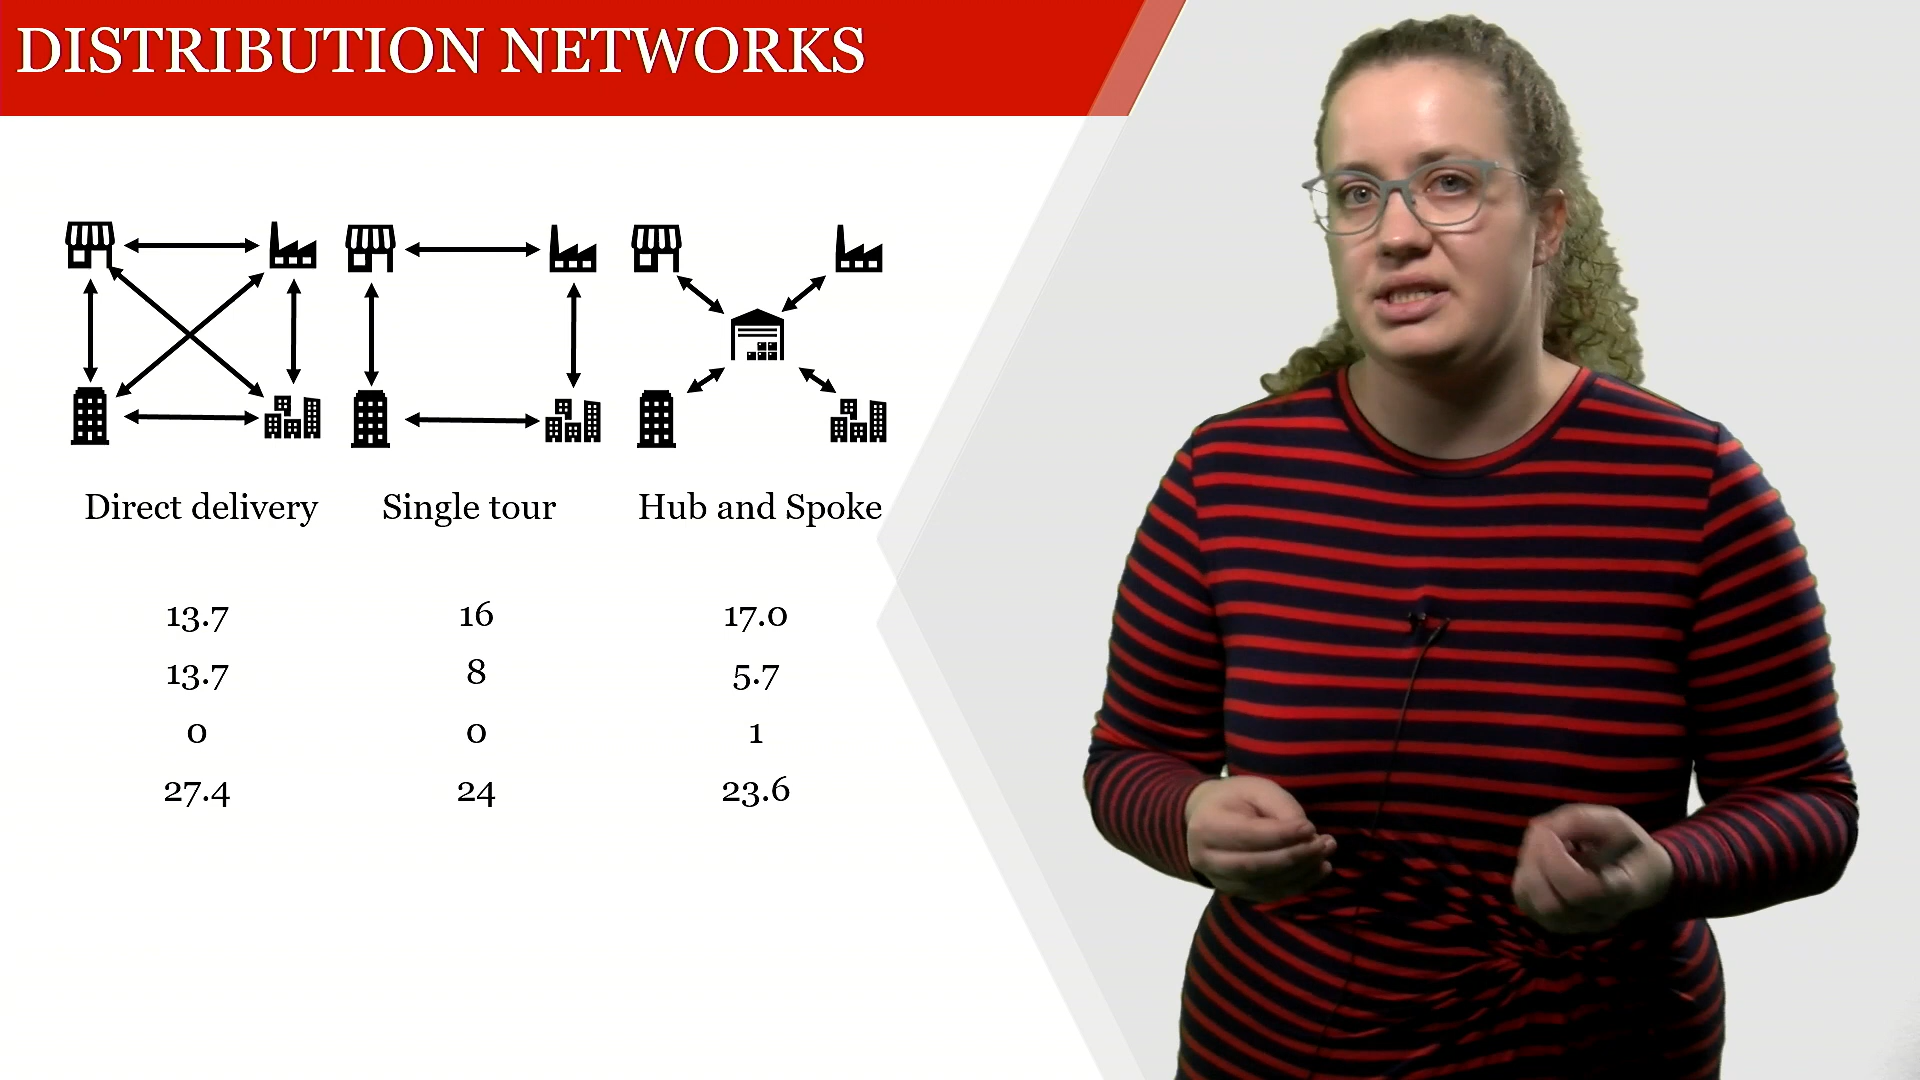 DISTRIBUTION NETWORKS
Direct delivery Single tour Hub and Spoke
13.7 16 17.0
13.7 8 5.7
0 0 1
27.4 24 23.6